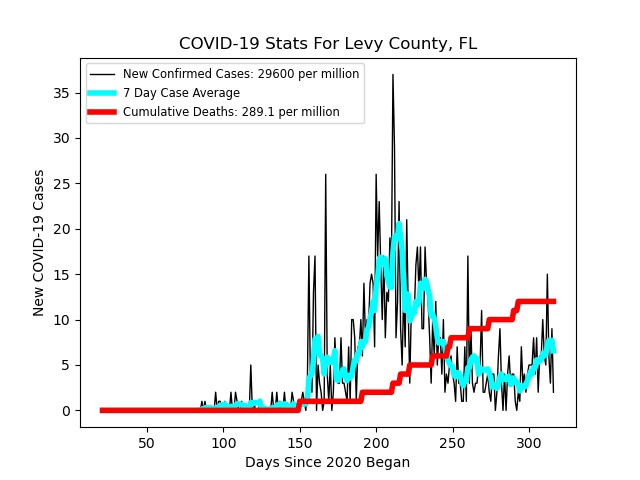 COVID-19 Stats For Levy County, FL
New Confirmed Cases: 29600 per million
7 Day Case Average
Cumulative Deaths: 289.1 per million
New COVID-19 Cases
35
30
25
20
15
10
5
0
50 100 150 200 250 300
Days Since 2020 Began